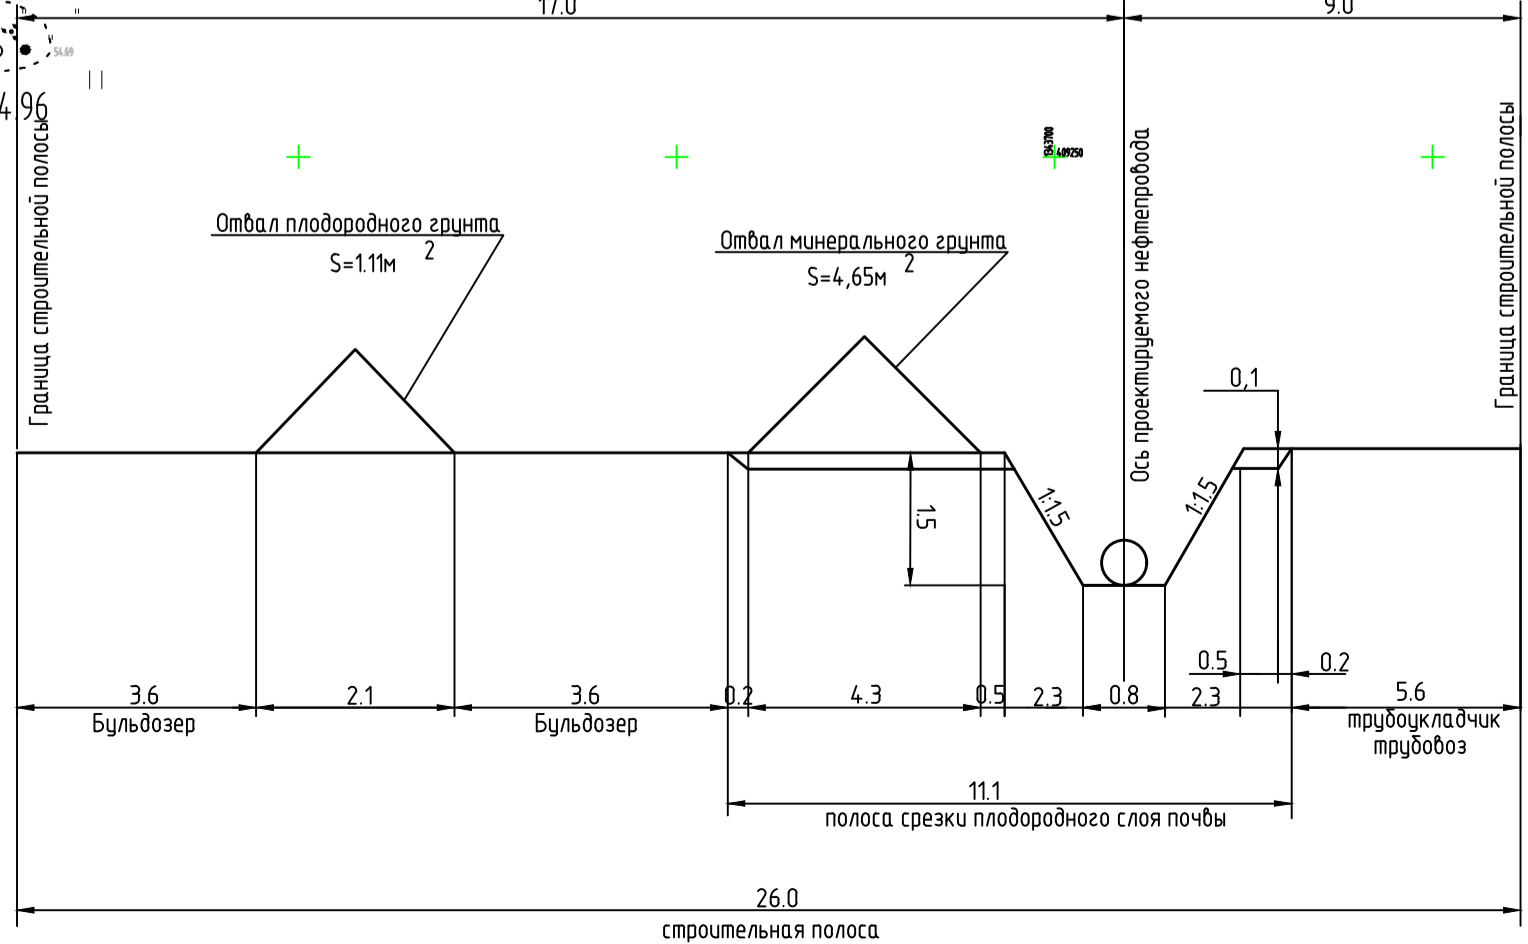 17.0
9.0
54.69
4.96
Граница строительной полосы
1343700
409250
Ось проектируемого нефтепровода
Граница строительной полосы
Отвал плодородного грунта
S=1.11м 2
Отвал минерального грунта
S=4,65м 2
0,1
1.5
1:1.5
1:1.5
0.5
0.2
3.6
2.1
3.6
0.2
4.3
0.5
2.3
0.8
2.3
5.6
Бульдозер
Бульдозер
трубоукладчик
трубовоз
11.1
полоса срезки плодородного слоя почвы
26.0
строительная полоса